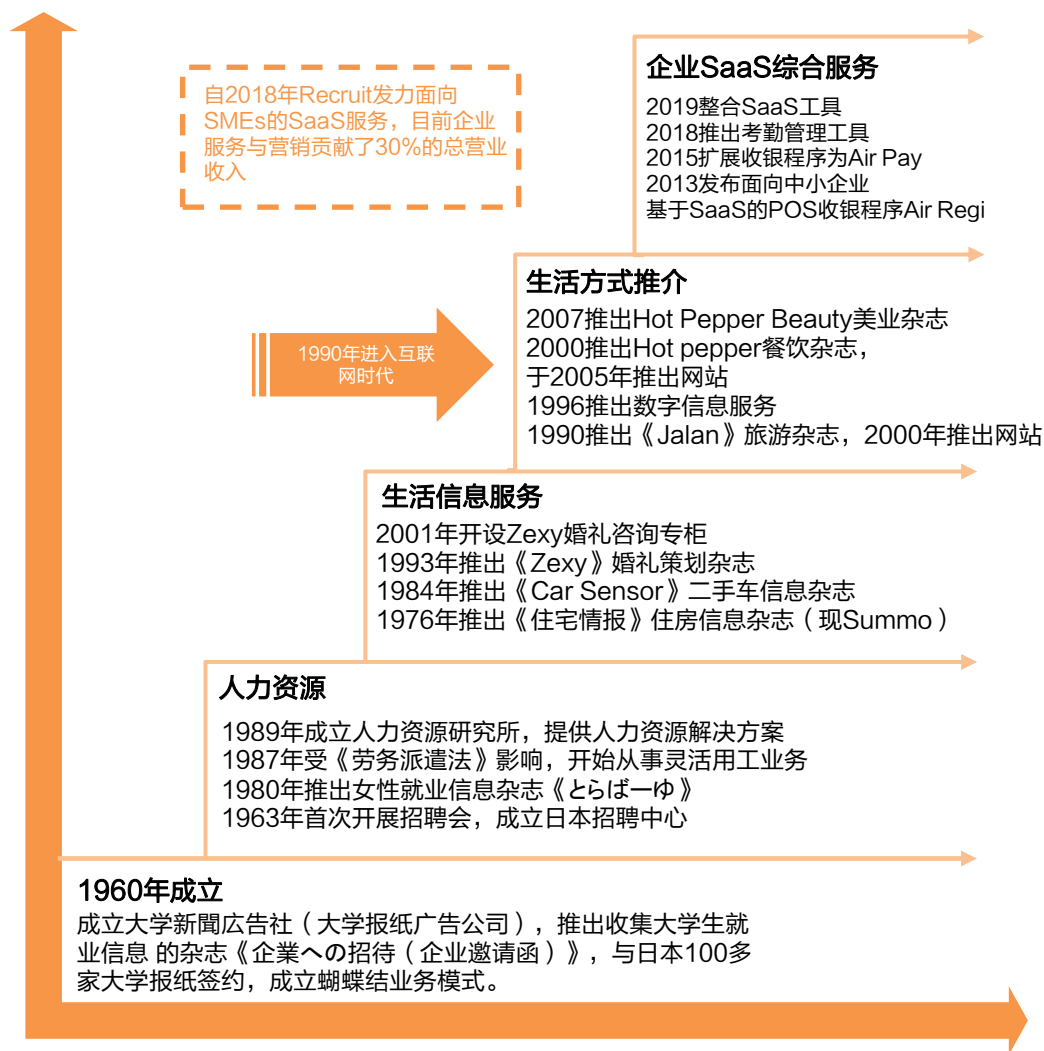 企业SaaS综合服务
2019整合SaaS工具
2018推出考勤管理工具
2015扩展收银程序为Air Pay
2013发布面向中小企业
基于SaaS的POS收银程序Air Regi
自2018年Recruit发力面向
SMEs的SaaS服务，目前企业
服务与营销贡献了30%的总营业
收入
生活方式推介
2007推出Hot Pepper Beauty美业杂志
2000推出Hot pepper餐饮杂志，
于2005年推出网站
1996推出数字信息服务
1990推出《Jalan》旅游杂志，2000年推出网站
1990年进入互联
网时代
生活信息服务
2001年开设Zexy婚礼咨询专柜
1993年推出《Zexy》婚礼策划杂志
1984年推出《Car Sensor》二手车信息杂志
1976年推出《住宅情报》住房信息杂志（现Summo）
人力资源
1989年成立人力资源研究所，提供人力资源解决方案
1987年受《劳务派遣法》影响，开始从事灵活用工业务
1980年推出女性就业信息杂志《とらばーゆ》
1963年首次开展招聘会，成立日本招聘中心
1960年成立
成立大学新聞広告社（大学报纸广告公司），推出收集大学生就
业信息 的杂志《企業への招待（企业邀请函）》，与日本100多
家大学报纸签约，成立蝴蝶结业务模式。